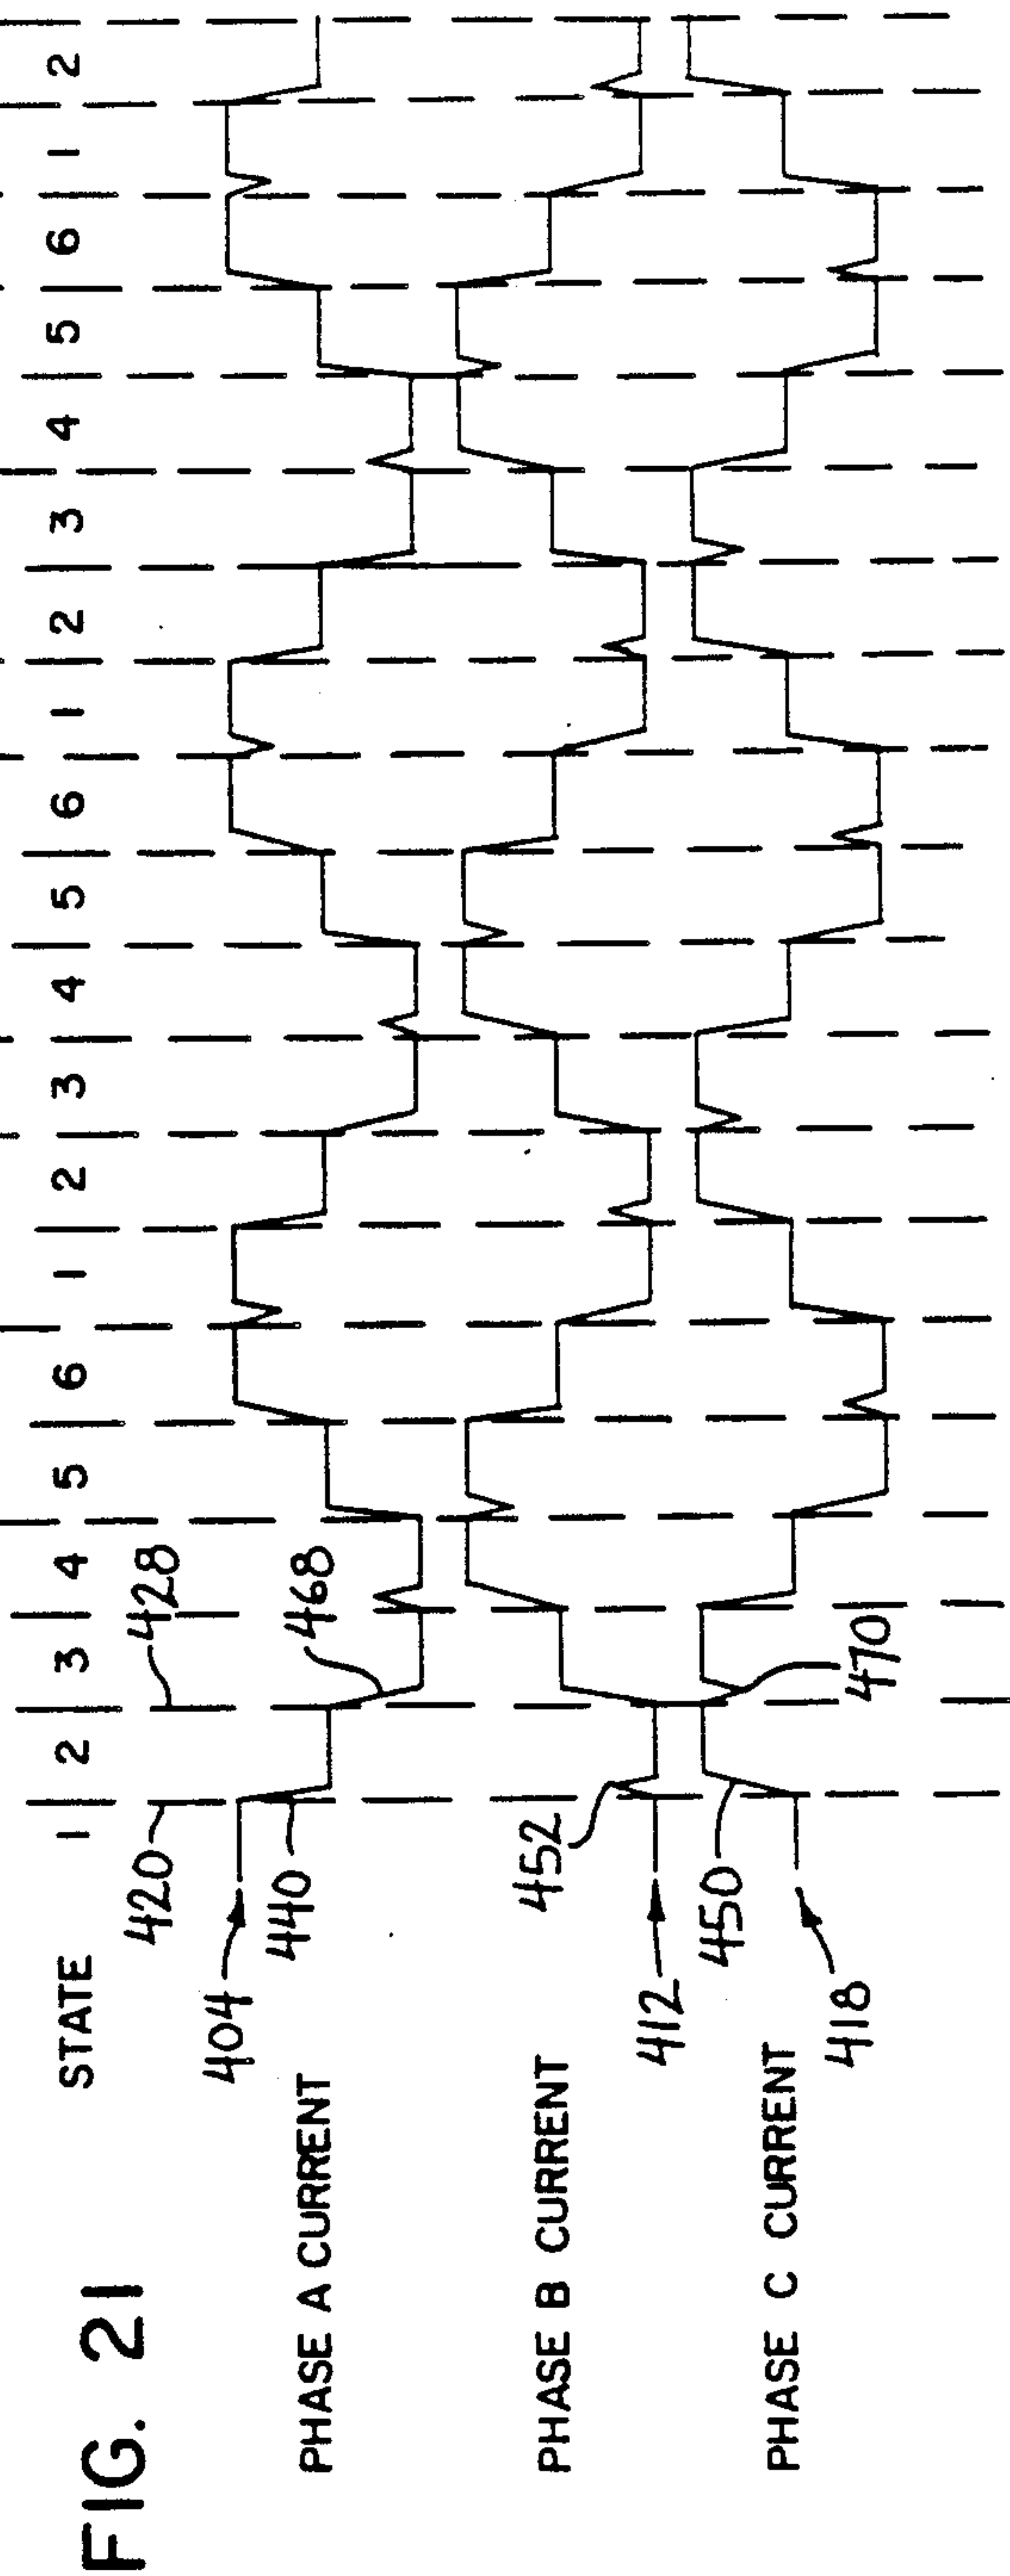 FIG. 21
STATE
1 2 3 4 5 6 1 2 3 4 5 6 1 2 3 4 5 6 1 2
420
428
404
440
468
PHASE A CURRENT
452
PHASE B CURRENT
412
450
470
PHASE C CURRENT
418